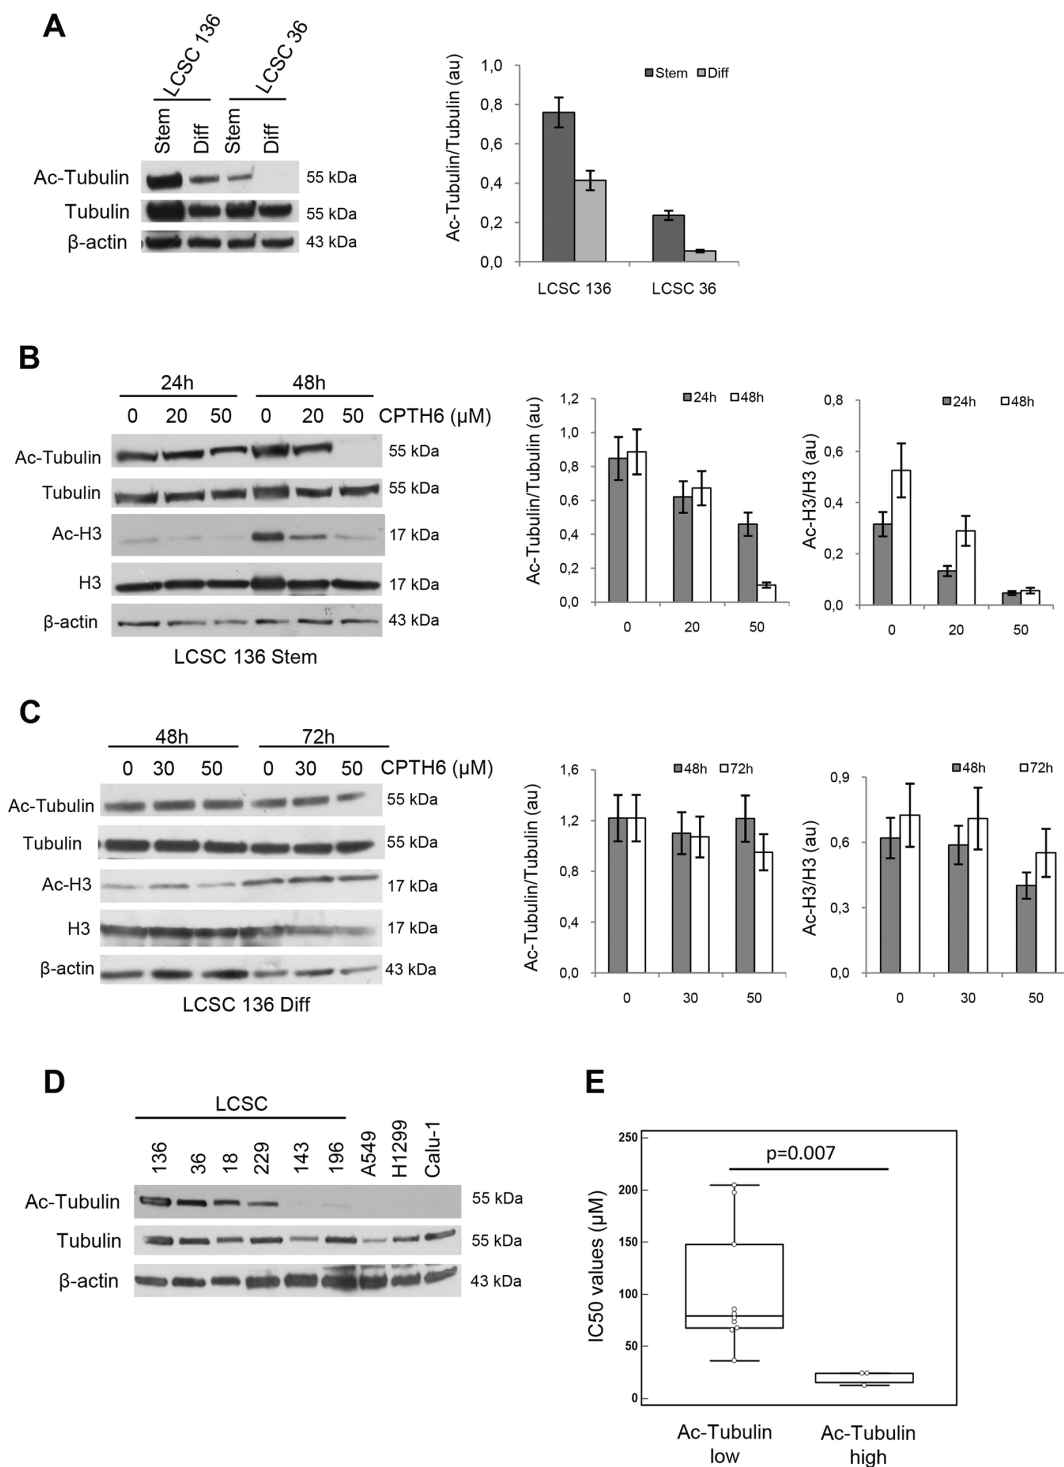 A
LCSC 136
LCSC 36
Stem
Diff
Stem
Diff
Ac-Tubulin
55 kDa
Tubulin
55 kDa
β-actin
43 kDa
Ac-Tubulin/Tubulin (au)
1,0
0,8
0,6
0,4
0,2
0,0
Stem Diff
LCSC 136 LCSC 36
B
24h 48h
0 20 50 0 20 50 CPTH6 (µM)
Ac-Tubulin 55 kDa
Tubulin 55 kDa
Ac-H3 17 kDa
H3 17 kDa
β-actin 43 kDa
LCSC 136 Stem
Ac-Tubulin/Tubulin (au)
1,2
1,0
0,8
0,6
0,4
0,2
0,0
24h 48h
0 20 50
Ac-H3/H3 (au)
0,8
0,6
0,4
0,2
0,0
24h 48h
0 20 50
C
48h 72h
0 30 50 0 30 50 CPTH6 (µM)
Ac-Tubulin 55 kDa
Tubulin 55 kDa
Ac-H3 17 kDa
H3 17 kDa
β-actin 43 kDa
LCSC 136 Diff
Ac-Tubulin/Tubulin (au)
1,6
1,2
0,8
0,4
0,0
48h 72h
0 30 50
Ac-H3/H3 (au)
0,9
0,6
0,3
0,0
48h 72h
0 30 50
D
LCSC
136
36
18
229
143
196
A549
H1299
Calu-1
Ac-Tubulin 55 kDa
Tubulin 55 kDa
β-actin 43 kDa
E
IC50 values (µM)
250
200
150
100
50
0
p=0.007
Ac-Tubulin low
Ac-Tubulin high